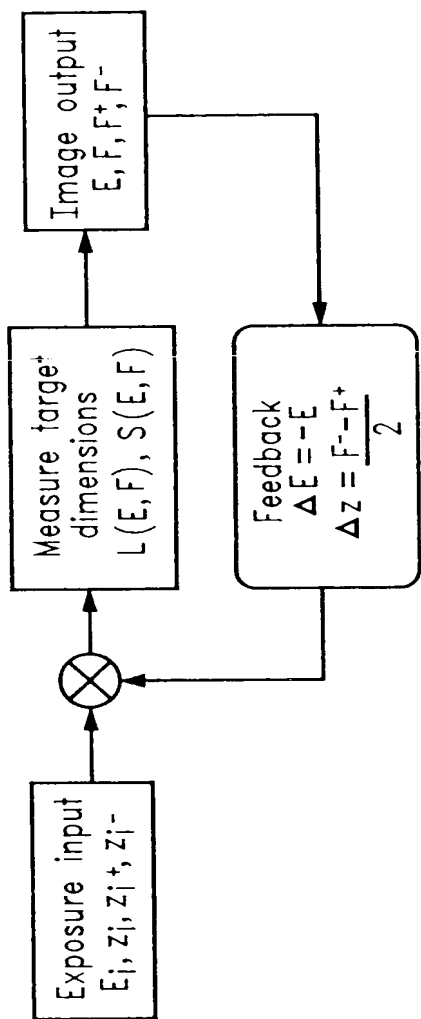 Exposure input
Ei, zi, zi+, zi-
Measure target
dimensions
L(E,F), S(E,F)
Image output
E, F, F⁺, F⁻
Feedback
ΔE = -E
Δz = F⁻-F⁺
2